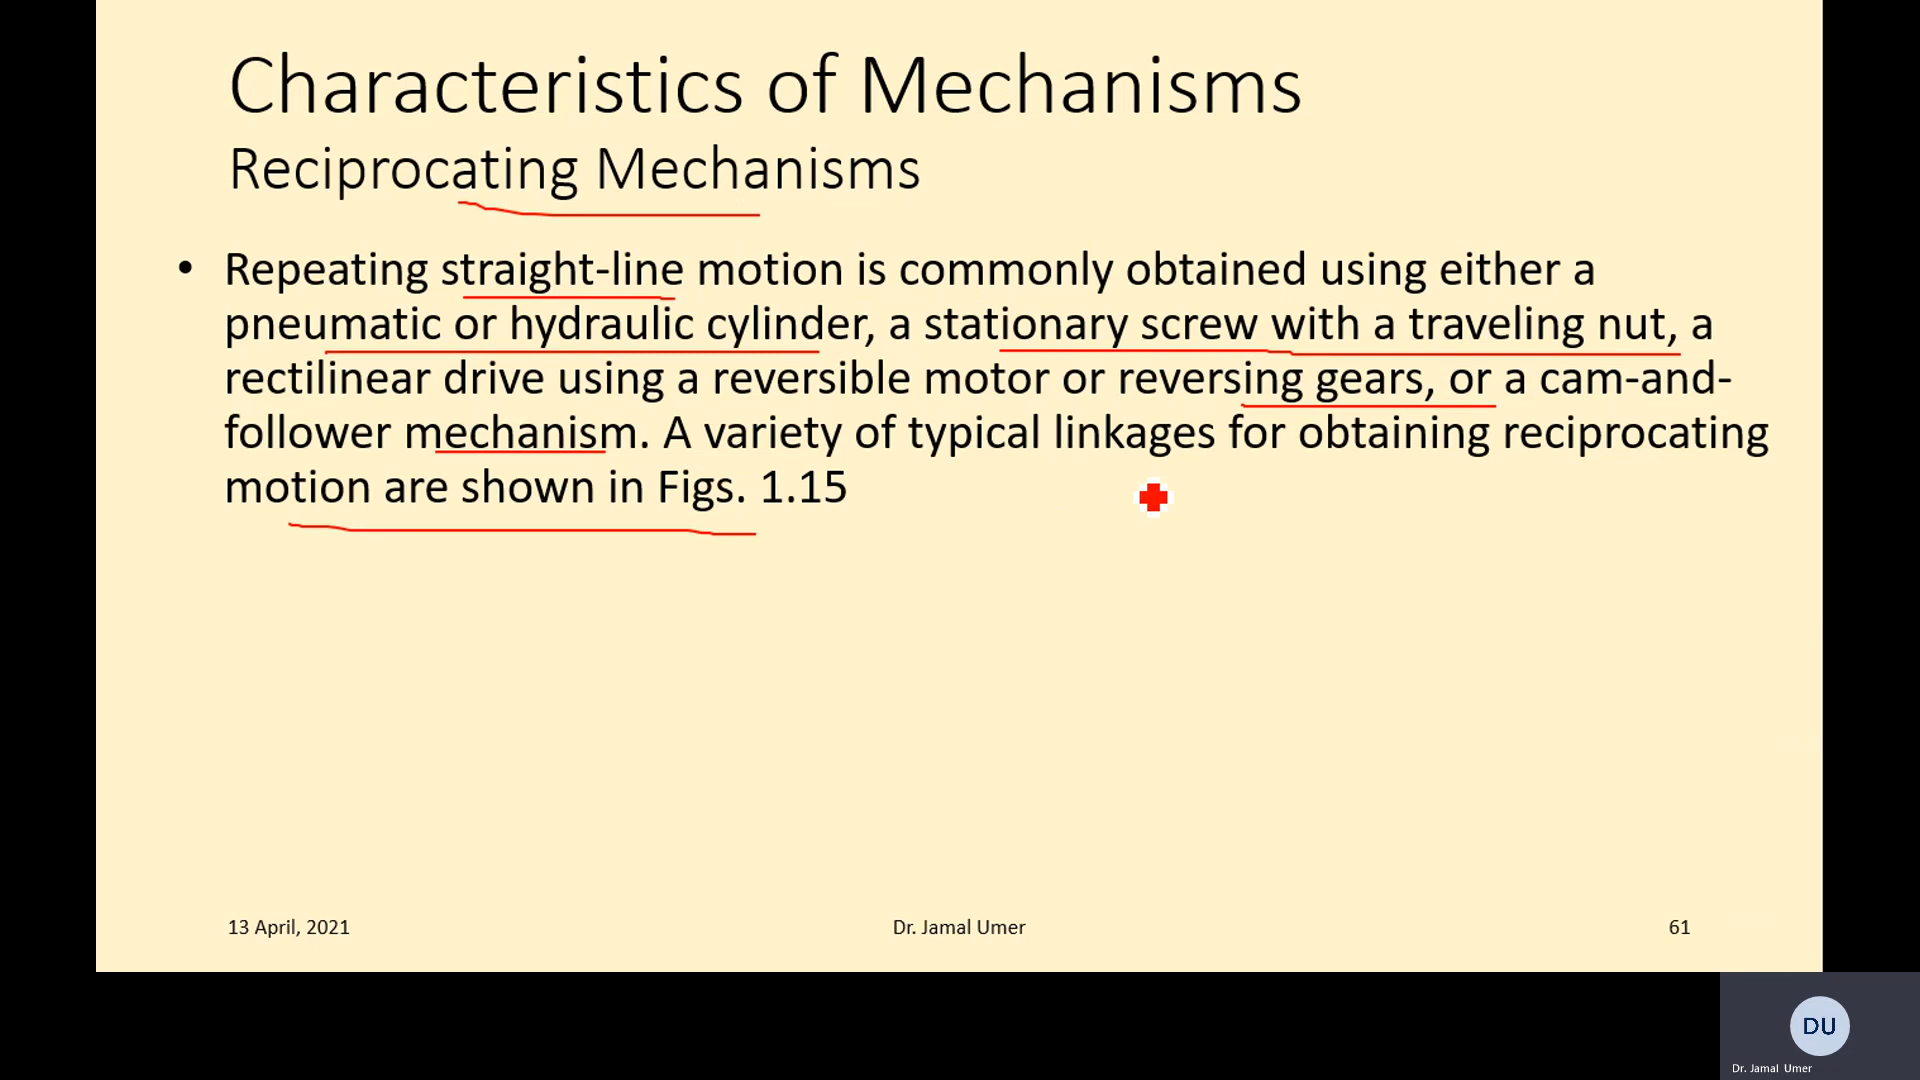 Characteristics of Mechanisms
Reciprocating Mechanisms
• Repeating straight-line motion is commonly obtained using either a
pneumatic or hydraulic cylinder, a stationary screw with a traveling nut, a
rectilinear drive using a reversible motor or reversing gears, or a cam-and-
follower mechanism. A variety of typical linkages for obtaining reciprocating
motion are shown in Figs. 1.15
13 April, 2021
Dr. Jamal Umer
61
DU
Dr. Jamal Umer